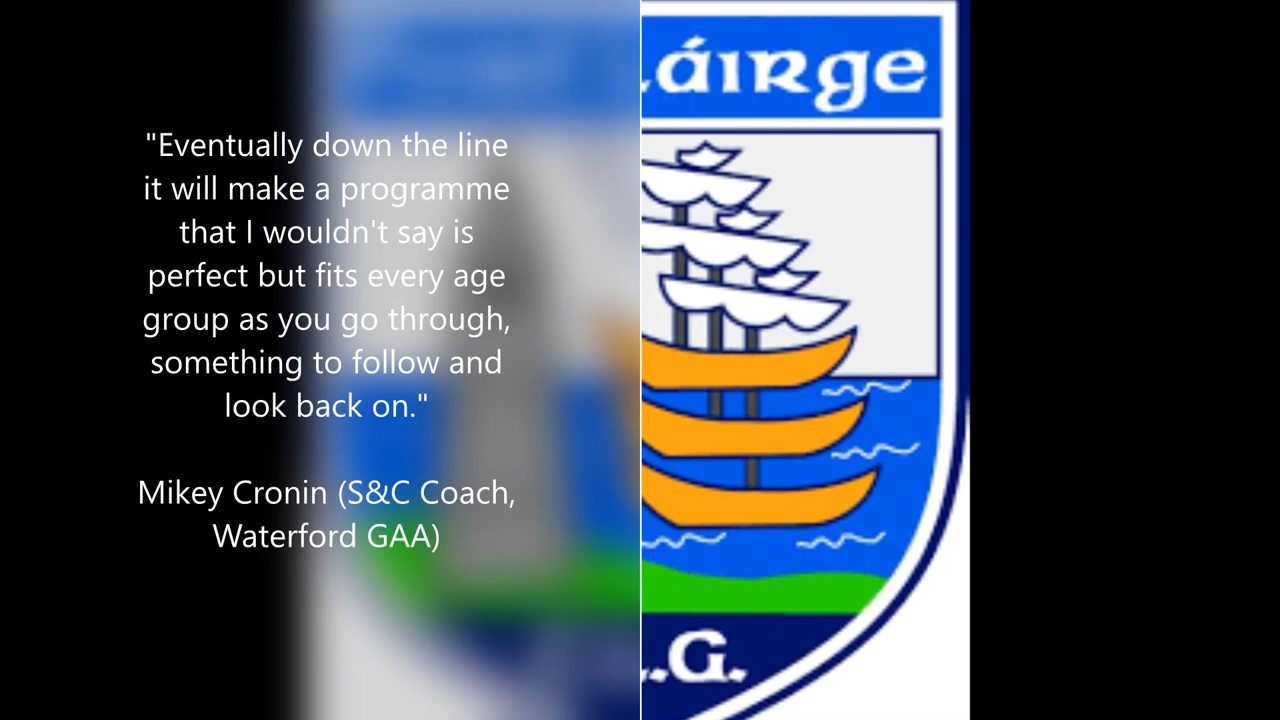 "Eventually down the line
it will make a programme
that I wouldn't say is
perfect but fits every age
group as you go through,
something to follow and
look back on."
Mikey Cronin (S&C Coach,
Waterford GAA)
láirge
.G.